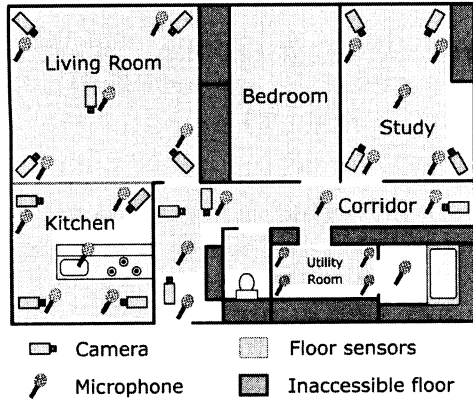 Living Room
Bedroom
Study
Kitchen
Corridor
Utility
Room
Camera
Floor sensors
Microphone
Inaccessible floor